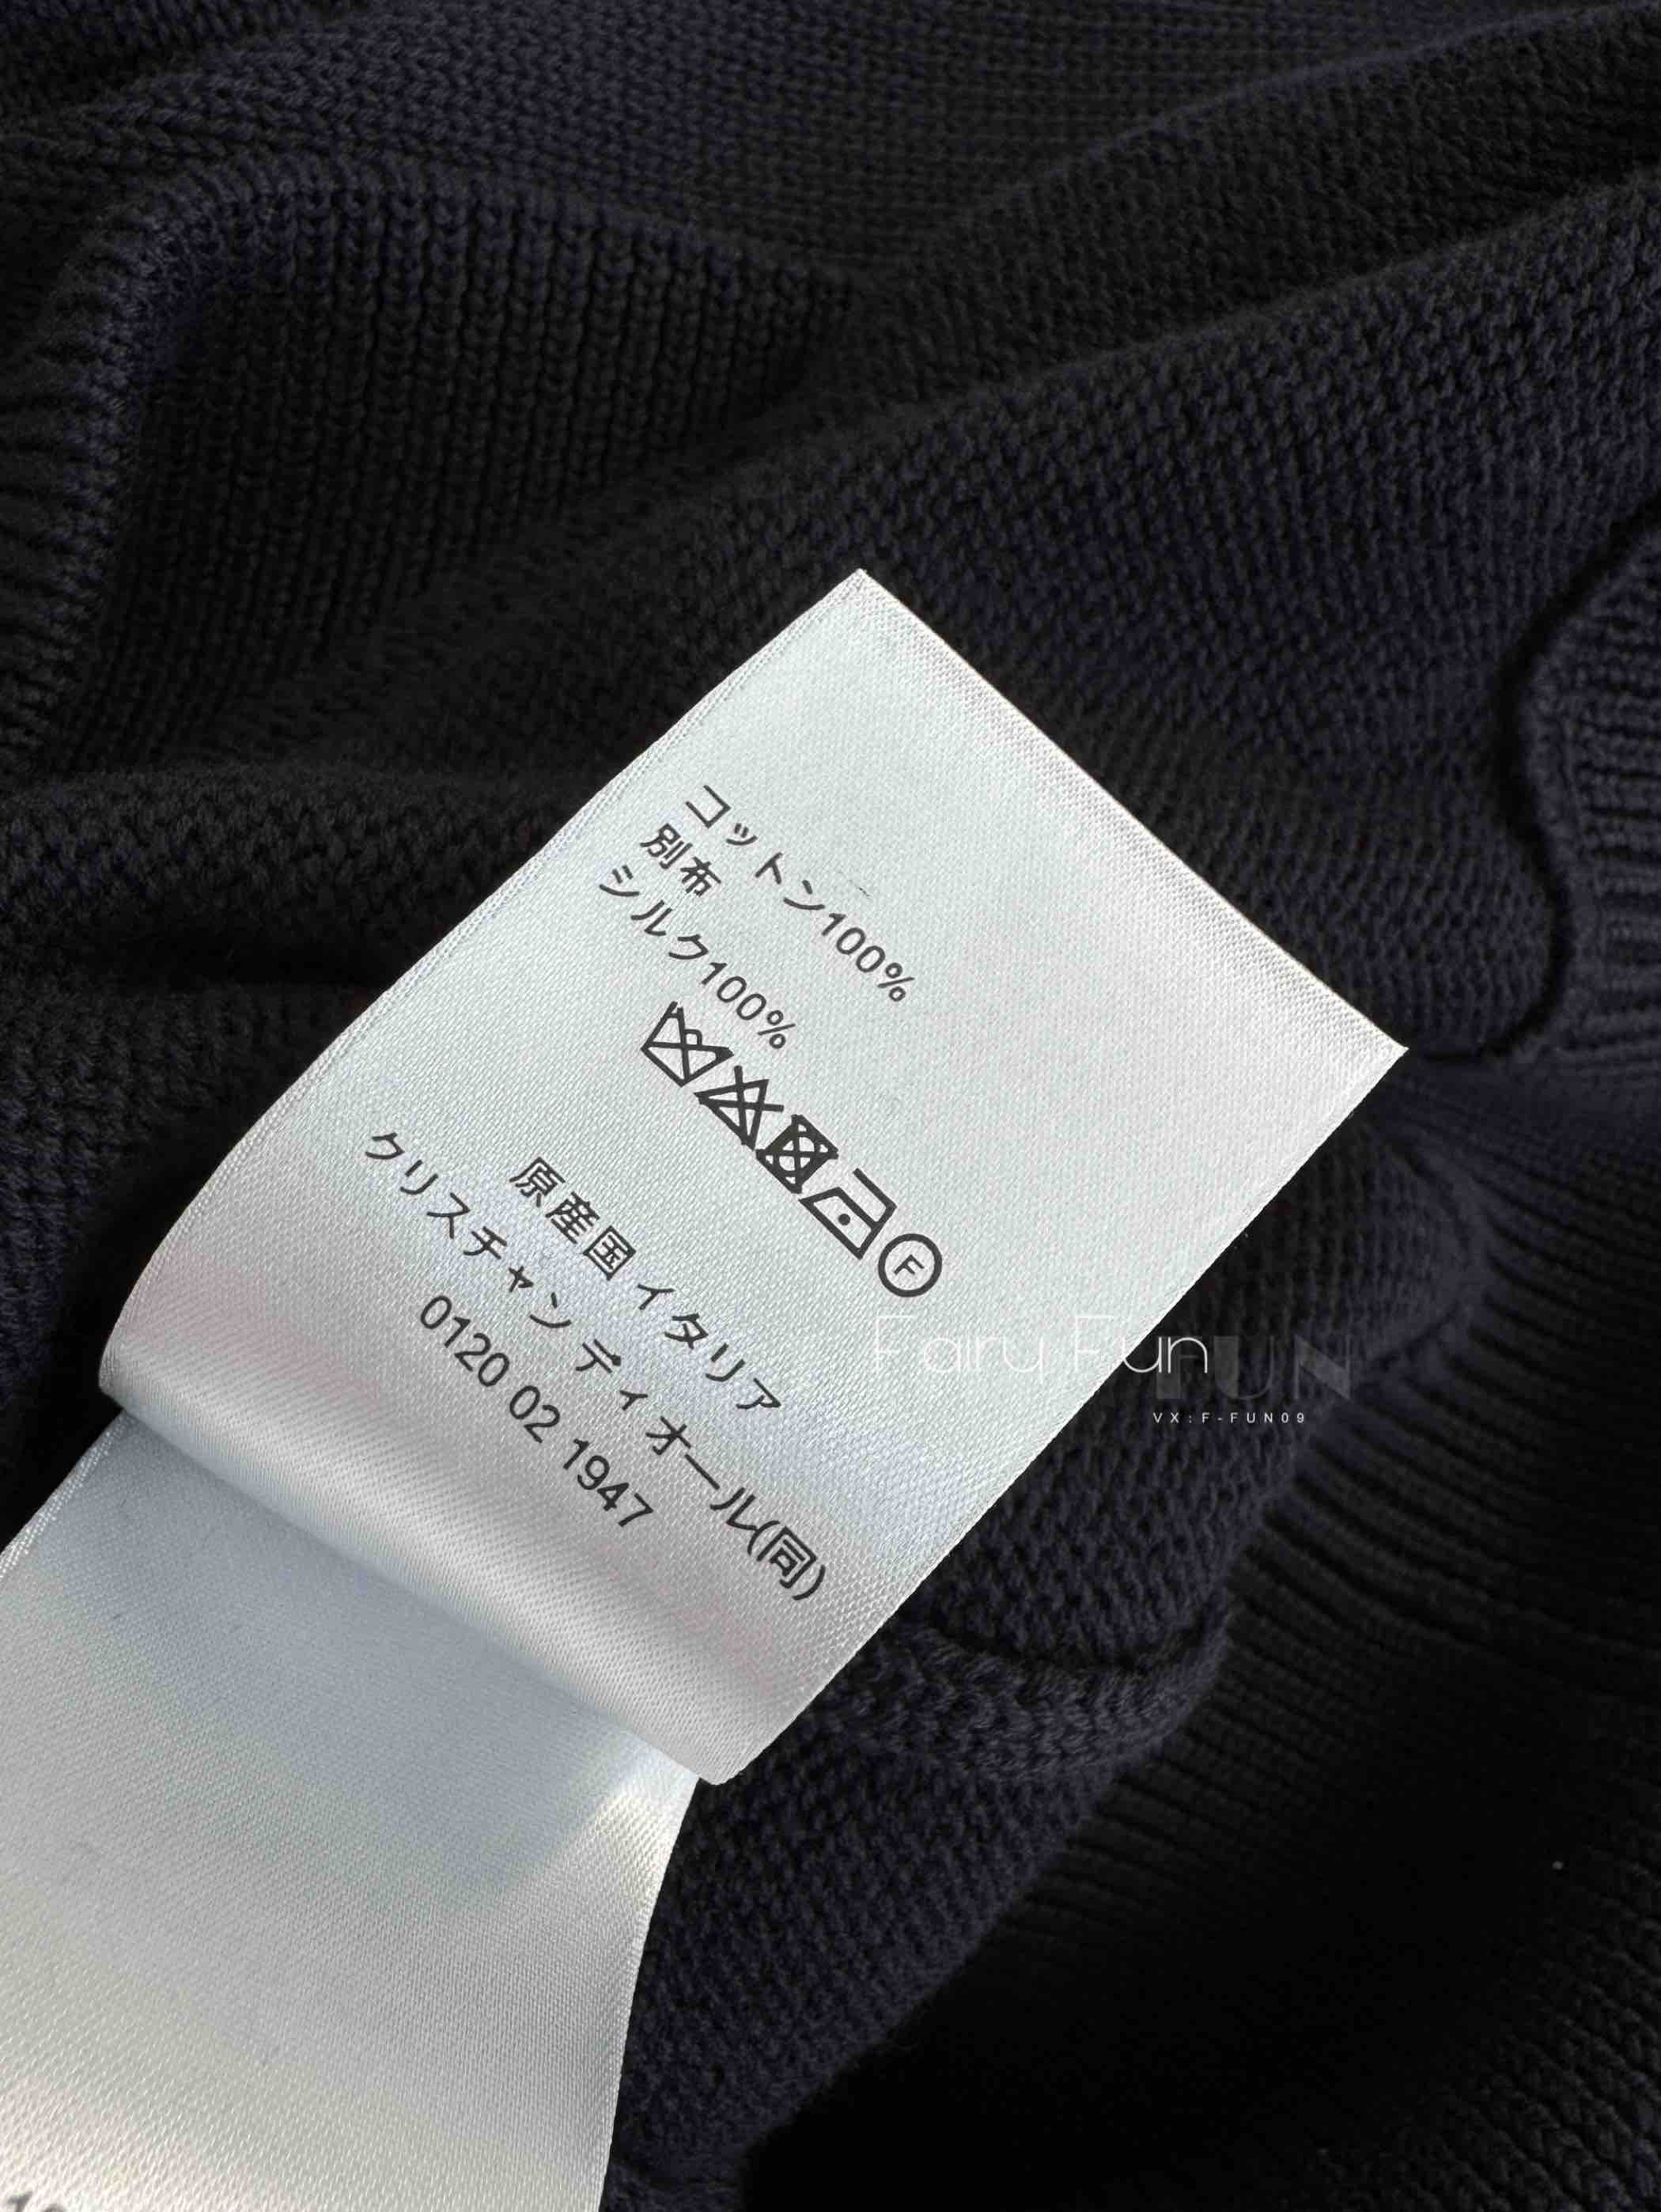 コットン100%
別布
シルク100%
F
原産国 イタリア
クリスチャン ディオール(同)
0120 02 1947
Fairy Fun
FUN
VX:F-FUN09